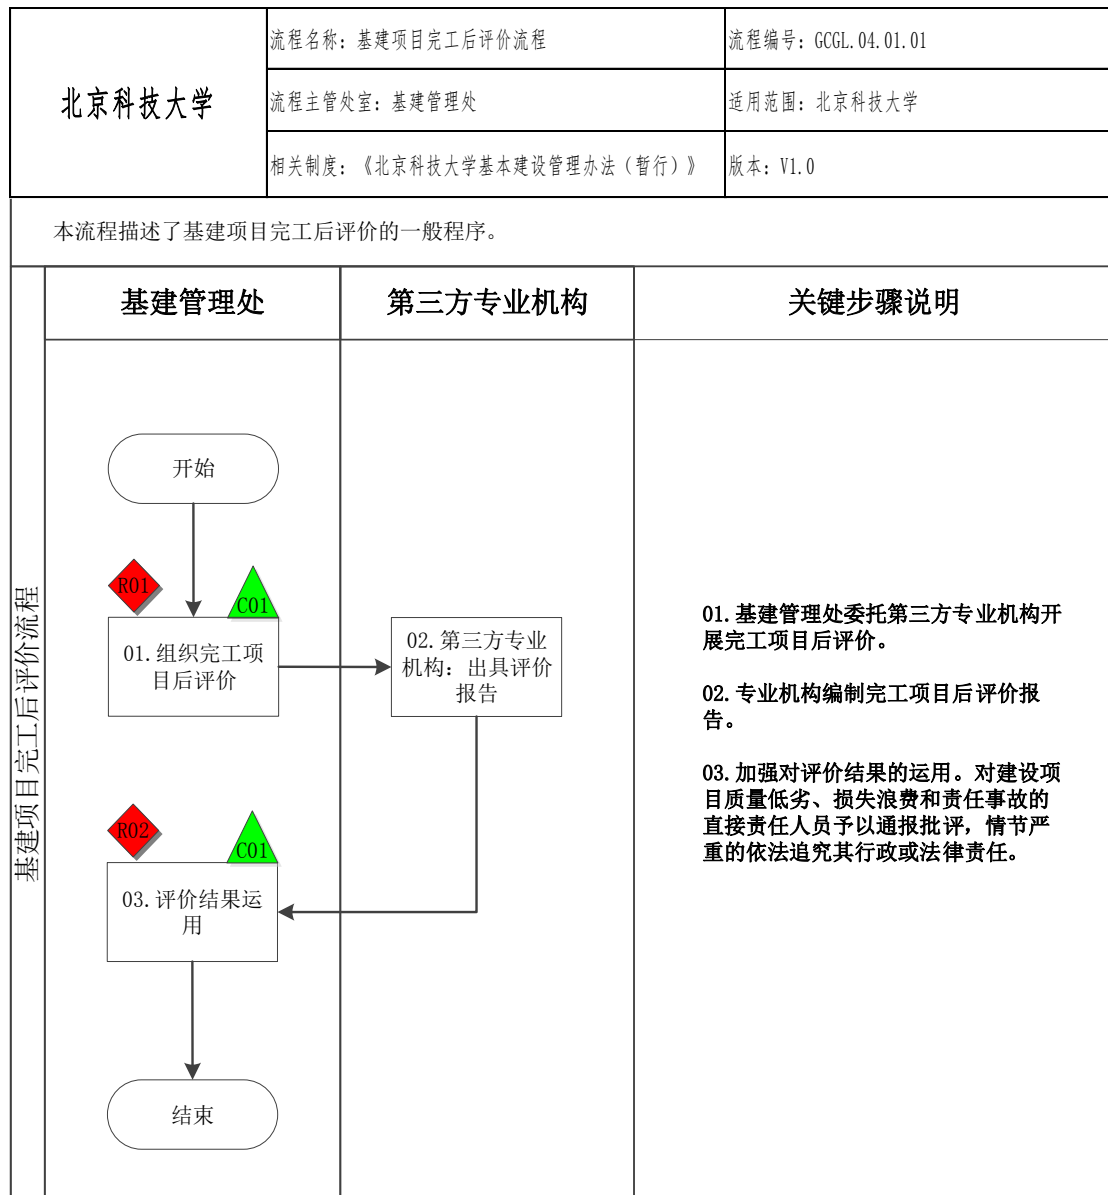 北京科技大学
流程名称：基建项目完工后评价流程
流程编号：GCGL.04.01.01
流程主管处室：基建管理处
适用范围：北京科技大学
相关制度：《北京科技大学基本建设管理办法（暂行）》
版本：V1.0
本流程描述了基建项目完工后评价的一般程序。
基建项目完工后评价流程
基建管理处
第三方专业机构
关键步骤说明
开始
R01
C01
01.组织完工项
目后评价
02.第三方专业
机构：出具评价
报告
R02
C01
03.评价结果运
用
结束
01.基建管理处委托第三方专业机构开
展完工项目后评价。
02.专业机构编制完工项目后评价报
告。
03.加强对评价结果的运用。对建设项
目质量低劣、损失浪费和责任事故的
直接责任人员予以通报批评，情节严
重的依法追究其行政或法律责任。